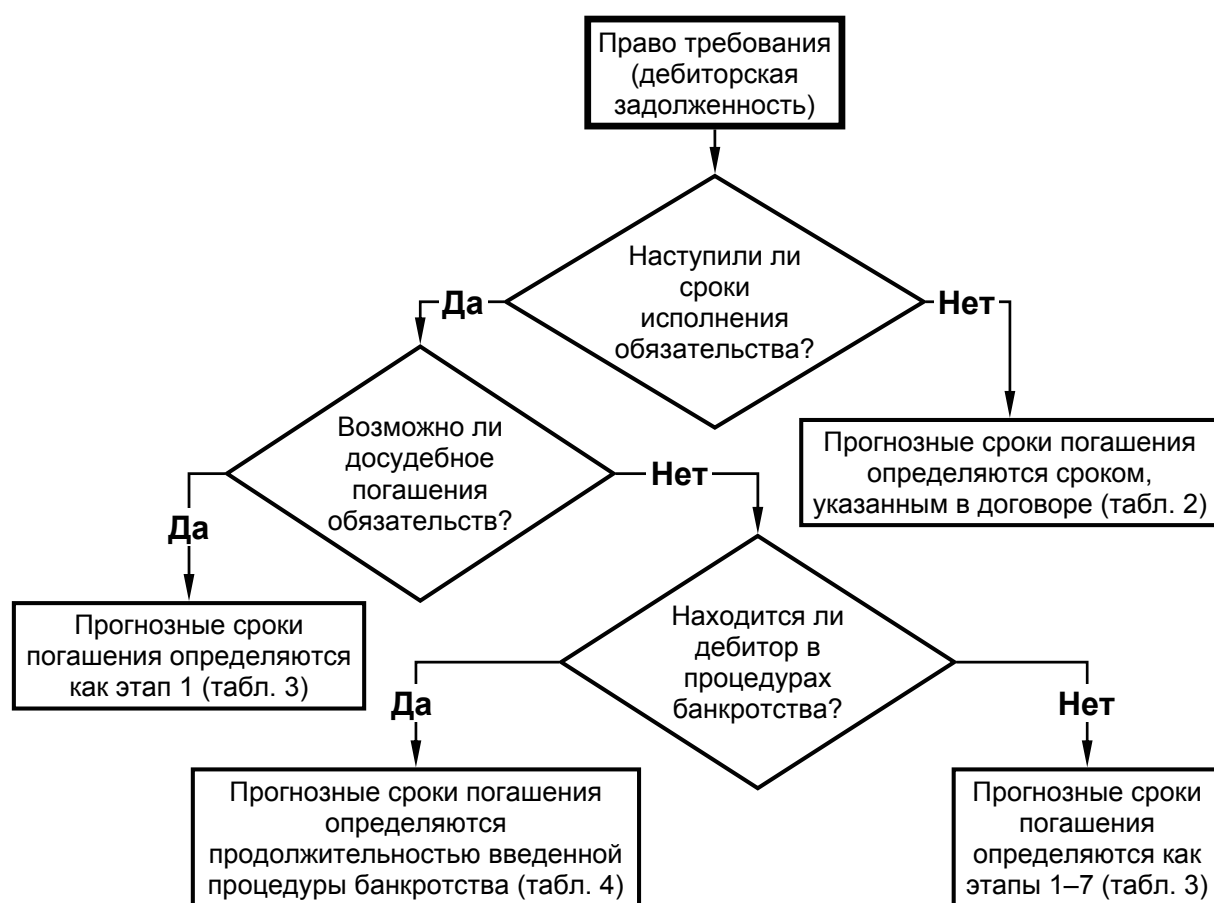 Право требования
(дебиторская
задолженность)
Наступили ли
сроки
исполнения
обязательства?
Да
Нет
Возможно ли
досудебное
погашения
обязательств?
Прогнозные сроки погашения
определяются сроком,
указанным в договоре (табл. 2)
Да
Нет
Прогнозные сроки
погашения определяются
как этап 1 (табл. 3)
Находится ли
дебитор в
процедурах
банкротства?
Да
Нет
Прогнозные сроки погашения
определяются
продолжительностью введенной
процедуры банкротства (табл. 4)
Прогнозные сроки
погашения
определяются как
этапы 1–7 (табл. 3)